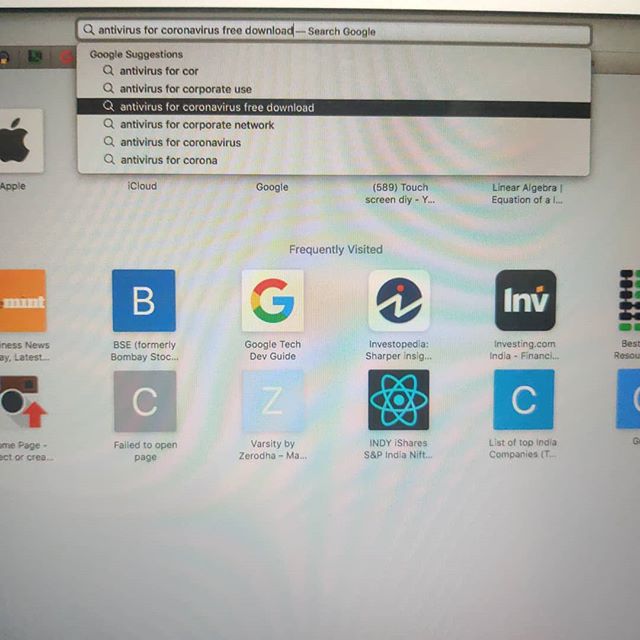 antivirus for coronavirus free download — Search Google
Google Suggestions
antivirus for cor
antivirus for corporate use
antivirus for coronavirus free download
antivirus for corporate network
antivirus for coronavirus
antivirus for corona
Apple
iCloud
Google
(589) Touch
screen diy - Y...
Linear Algebra |
Equation of a l...
Frequently Visited
mint
B
G
Inv
iness News
ay, Latest...
BSE (formerly
Bombay Stoc...
Google Tech
Dev Guide
Investopedia:
Sharper insig...
Investing.com
India - Financi...
Best
Resou
C
Z
C
ome Page -
ect or crea...
Failed to open
page
Varsity by
Zerodha – Ma...
INDY iShares
S&P India Nift...
List of top India
Companies (T...
G